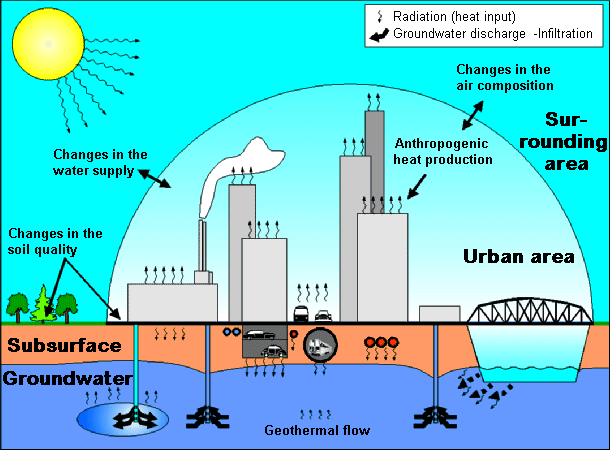 Radiation (heat input)
Groundwater discharge -Infiltration
Changes in the
air composition
Sur-
rounding
area
Anthropogenic
heat production
Changes in the
water supply
Changes in the
soil quality
Urban area
Subsurface
Groundwater
Geothermal flow